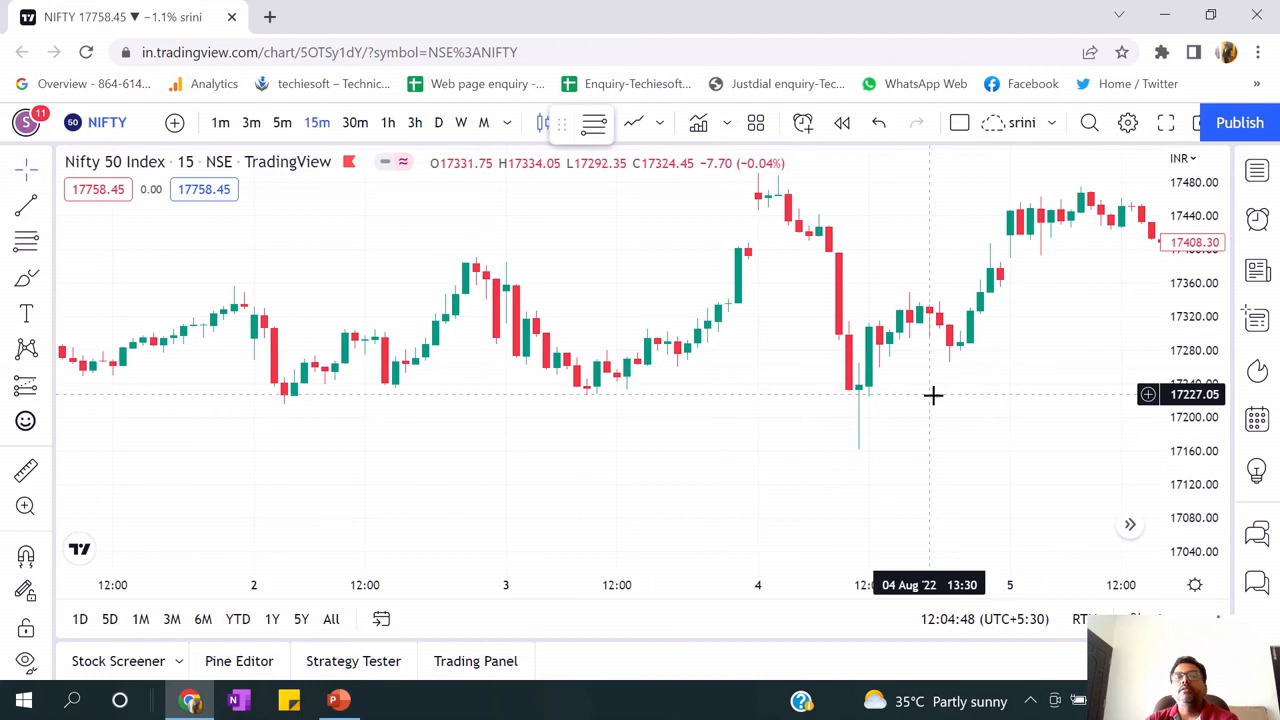 NIFTY 17758.45 ▼ −1.1% srini
in.tradingview.com/chart/5OTSy1dY/?symbol=NSE%3ANIFTY
Overview - 864-614... Analytics techiesoft – Technic... Web page enquiry -... Enquiry-Techiesoft... Justdial enquiry-Tec... WhatsApp Web Facebook Home / Twitter »
S 11 50 NIFTY 1m 3m 5m 15m 30m 1h 3h D W M srini Publish
Nifty 50 Index · 15 · NSE · TradingView O17331.75 H17334.05 L17292.35 C17324.45 −7.70 (−0.04%) INR
17758.45 0.00 17758.45
17480.00
17440.00
17408.30
17400.00
17360.00
17320.00
17280.00
17240.00
17227.05
17200.00
17160.00
17120.00
17080.00
17040.00
12:00 2 12:00 3 12:00 4 04 Aug '22 13:30 5 12:00
1D 5D 1M 3M 6M YTD 1Y 5Y All 12:04:48 (UTC+5:30)
Stock Screener Pine Editor Strategy Tester Trading Panel
35°C Partly sunny